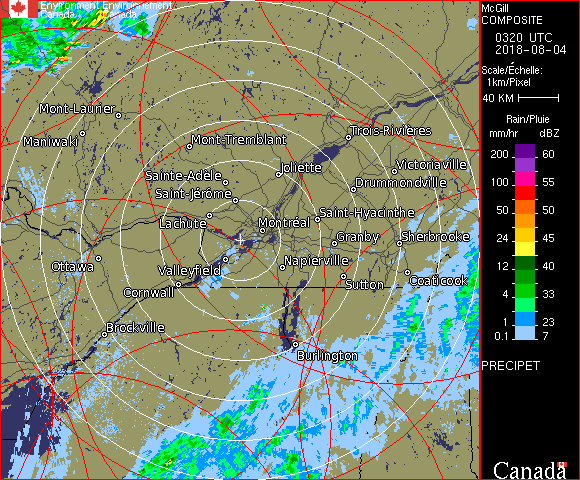 Environment Environnement
Canada Canada
McGill
COMPOSITE
0320 UTC
2018-08-04
Scale/Échelle:
1km/Pixel
40 KM
Rain/Pluie
mm/hr dBZ
200 60
55
100 55
50 50
24 45
12 40
4 33
1 23
0.1 7
PRECIPET
Canada
Mont-Laurier
Maniwaki
Mont-Tremblant
Trois-Rivières
Joliette
Victoriaville
Sainte-Adèle
Drummondville
Saint-Jérôme
Lachute
Saint-Hyacinthe
Montréal
Granby
Sherbrooke
Ottawa
Valleyfield
Napierville
Cornwall
Sutton
Coaticook
Brockville
Burlington